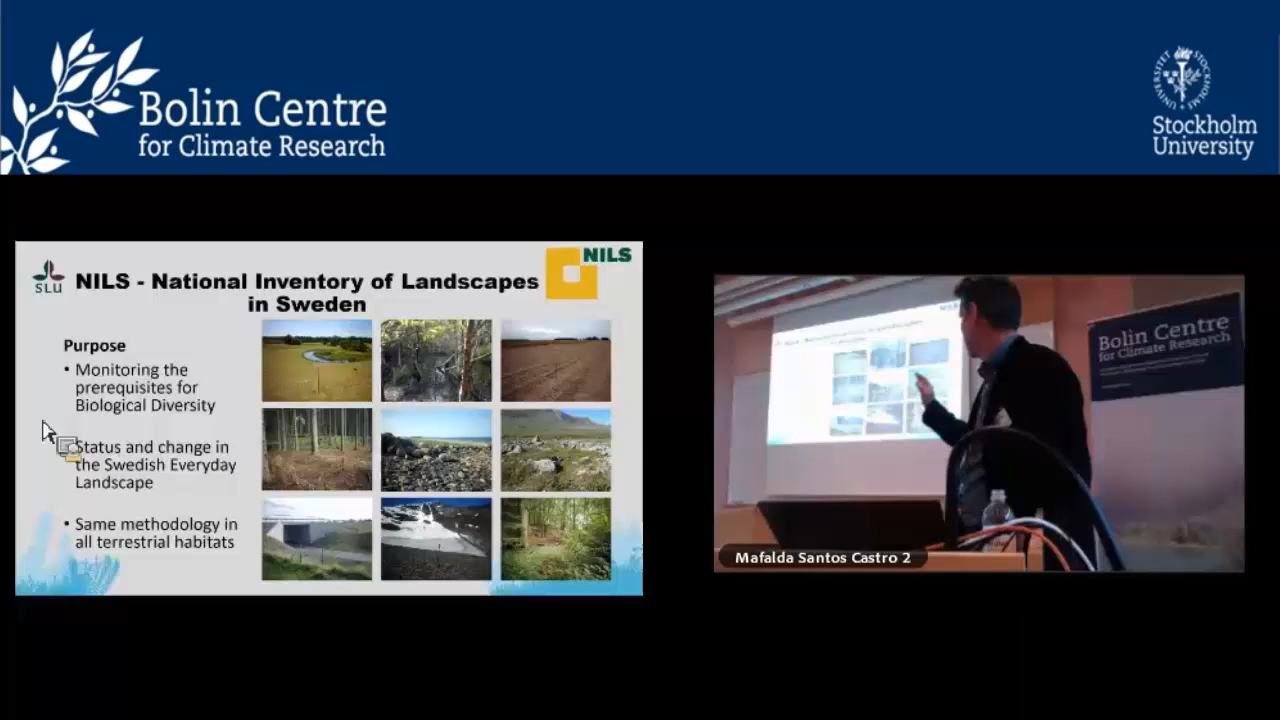 Bolin Centre
for Climate Research
STOCKHOLMS UNIVERSITET
Stockholm
University
SLU
NILS
NILS - National Inventory of Landscapes
in Sweden
Purpose
• Monitoring the
prerequisites for
Biological Diversity
Status and change in
the Swedish Everyday
Landscape
• Same methodology in
all terrestrial habitats
Bolin Centre
for Climate Research
Mafalda Santos Castro 2